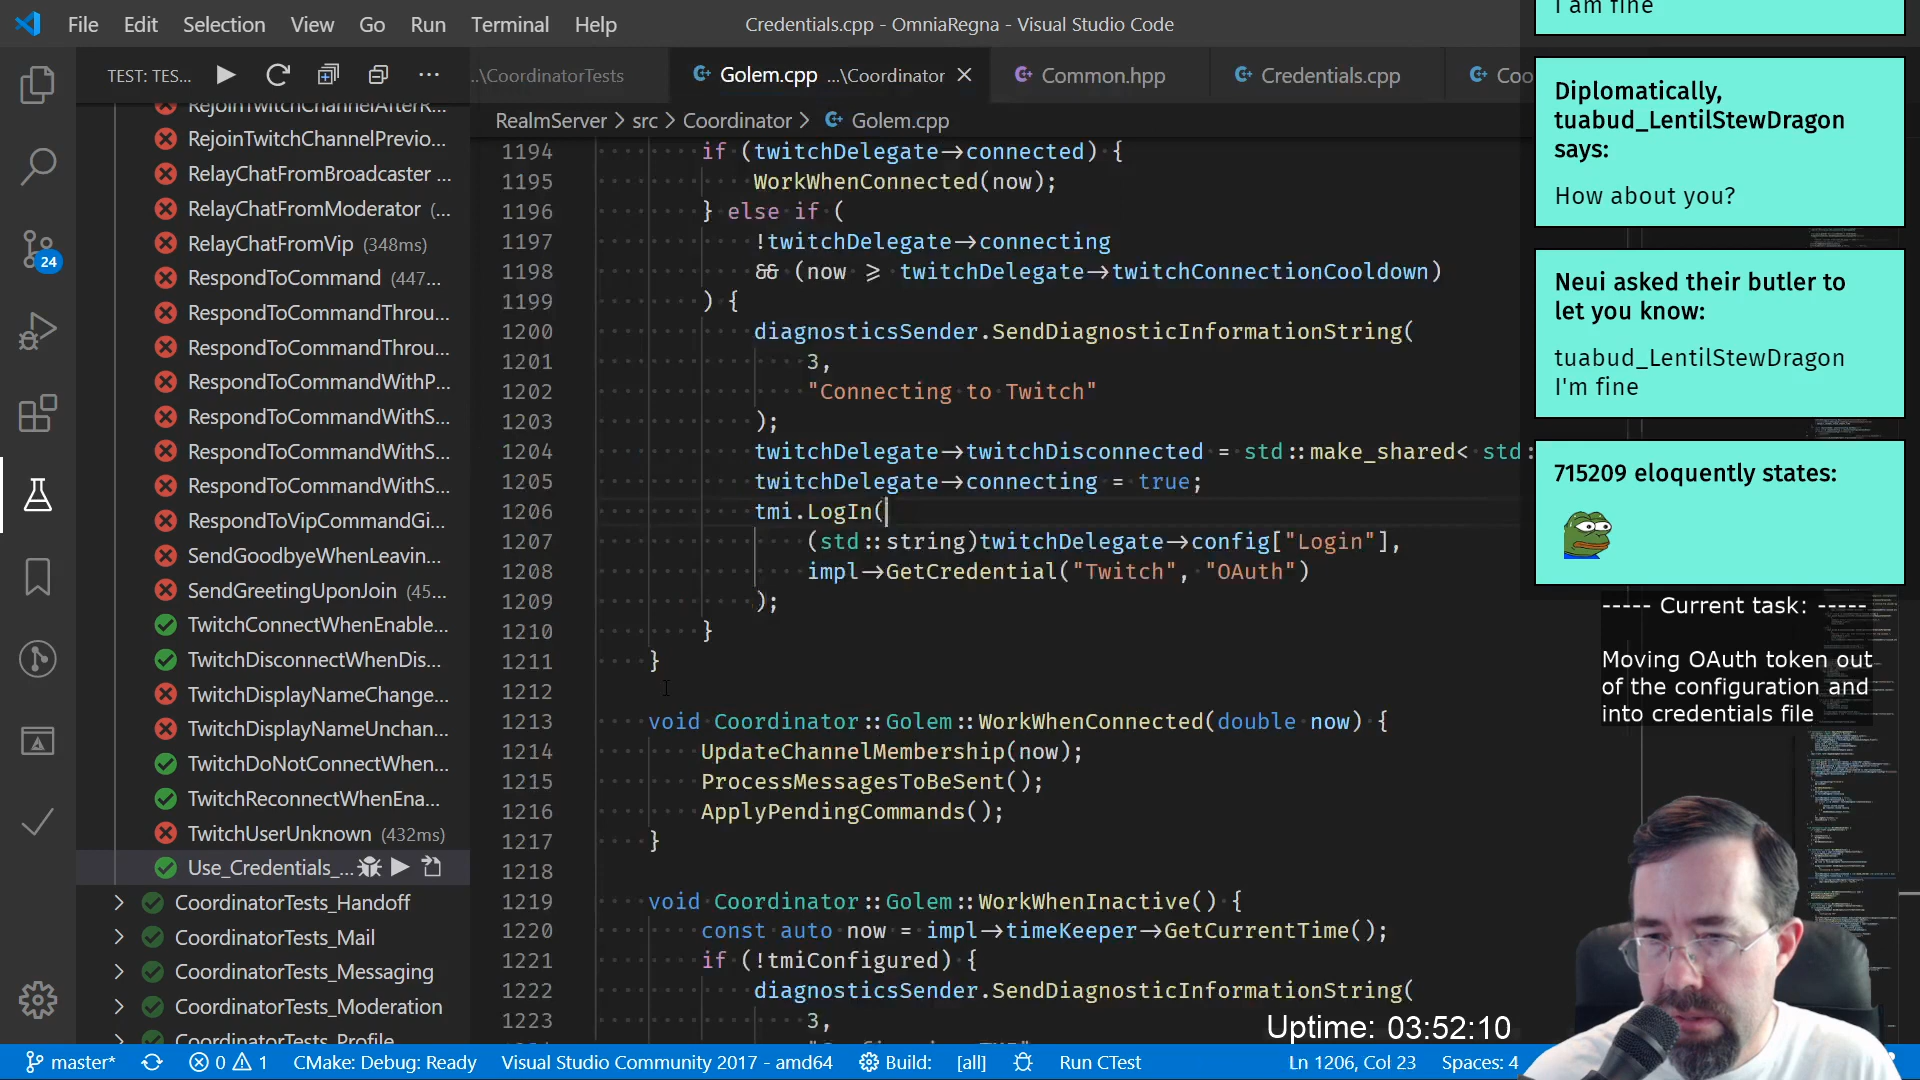 File Edit Selection View Go Run Terminal Help
Credentials.cpp - OmniaRegna - Visual Studio Code
TEST: TES...
...\CoordinatorTests
Golem.cpp ...\Coordinator
Common.hpp
Credentials.cpp
Coo
RealmServer > src > Coordinator > Golem.cpp
RejoinTwitchChannelAfterR...
RejoinTwitchChannelPrevio...
RelayChatFromBroadcaster ...
RelayChatFromModerator (...
RelayChatFromVip (348ms)
RespondToCommand (447...
RespondToCommandThrou...
RespondToCommandThrou...
RespondToCommandWithP...
RespondToCommandWithS...
RespondToCommandWithS...
RespondToCommandWithS...
RespondToVipCommandGi...
SendGoodbyeWhenLeavin...
SendGreetingUponJoin (45...
TwitchConnectWhenEnable...
TwitchDisconnectWhenDis...
TwitchDisplayNameChange...
TwitchDisplayNameUnchan...
TwitchDoNotConnectWhen...
TwitchReconnectWhenEna...
TwitchUserUnknown (432ms)
Use_Credentials_...
CoordinatorTests_Handoff
CoordinatorTests_Mail
CoordinatorTests_Messaging
CoordinatorTests_Moderation
CoordinatorTests_Profile
24
1194 if (twitchDelegate->connected) {
1195 WorkWhenConnected(now);
1196 } else if (
1197 !twitchDelegate->connecting
1198 && (now >= twitchDelegate->twitchConnectionCooldown)
1199 ) {
1200 diagnosticsSender.SendDiagnosticInformationString(
1201 3,
1202 "Connecting to Twitch"
1203 );
1204 twitchDelegate->twitchDisconnected = std::make_shared< std:
1205 twitchDelegate->connecting = true;
1206 tmi.LogIn(
1207 (std::string)twitchDelegate->config["Login"],
1208 impl->GetCredential("Twitch", "OAuth")
1209 );
1210 }
1211 }
1212
1213 void Coordinator::Golem::WorkWhenConnected(double now) {
1214 UpdateChannelMembership(now);
1215 ProcessMessagesToBeSent();
1216 ApplyPendingCommands();
1217 }
1218
1219 void Coordinator::Golem::WorkWhenInactive() {
1220 const auto now = impl->timeKeeper->GetCurrentTime();
1221 if (!tmiConfigured) {
1222 diagnosticsSender.SendDiagnosticInformationString(
1223 3,
I am fine
Diplomatically,
tuabud_LentilStewDragon
says:
How about you?
Neui asked their butler to
let you know:
tuabud_LentilStewDragon
I'm fine
715209 eloquently states:
----- Current task: -----
Moving OAuth token out
of the configuration and
into credentials file
Uptime: 03:52:10
master* 0 1 CMake: Debug: Ready Visual Studio Community 2017 - amd64 Build: [all] Run CTest Ln 1206, Col 23 Spaces: 4